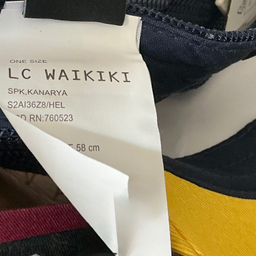 ONE SIZE
LC WAIKIKI
SPK,KANARYA
S2AI36Z8/HEL
RN:760523
58 cm